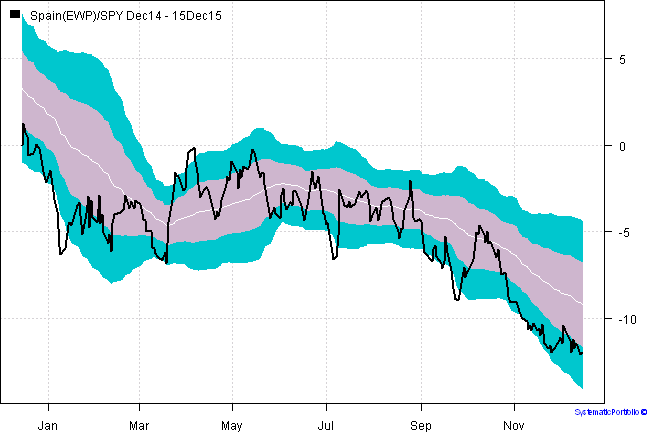 Spain(EWP)/SPY Dec14 - 15Dec15
5
0
-5
-10
Jan Mar May Jul Sep Nov
SystematicPortfolio ©